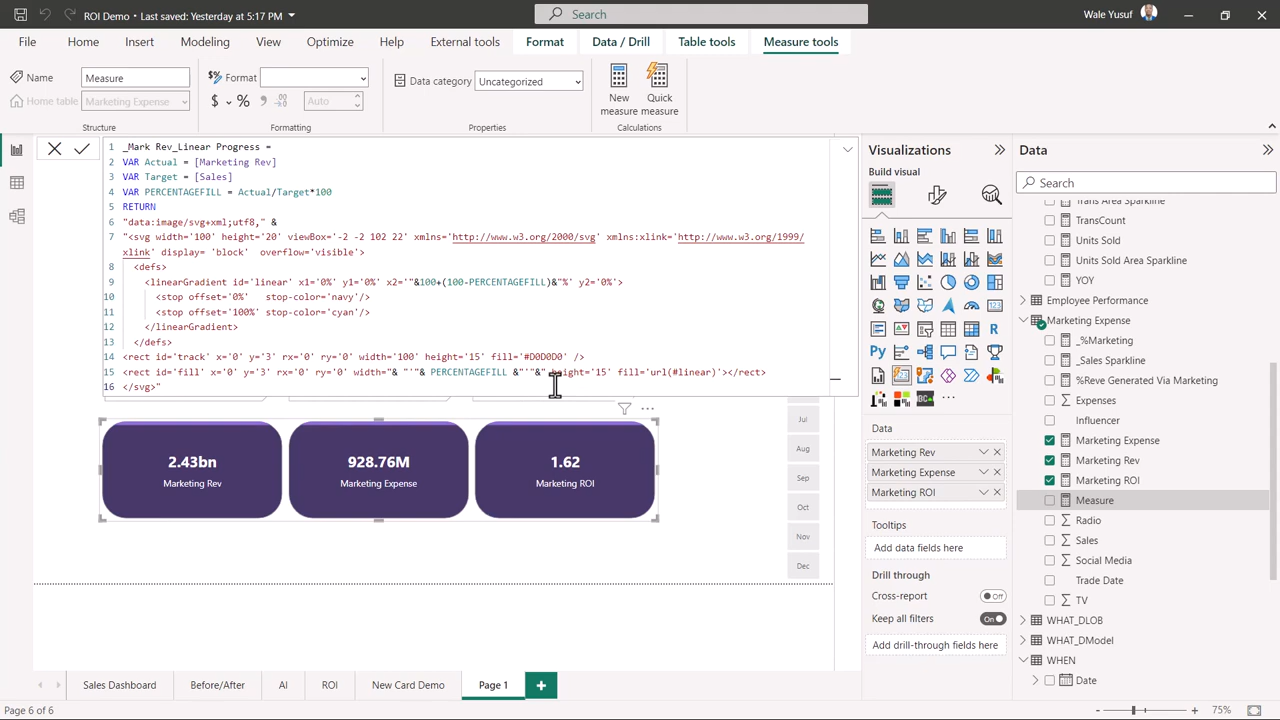 ROI Demo • Last saved: Yesterday at 5:17 PM
Search
Wale Yusuf
File Home Insert Modeling View Optimize Help External tools Format Data / Drill Table tools Measure tools
Name Measure
Home table Marketing Expense
Structure
Format
$ % Auto
Formatting
Data category Uncategorized
Properties
New measure
Quick measure
Calculations
1 _Mark Rev_Linear Progress =
2 VAR Actual = [Marketing Rev]
3 VAR Target = [Sales]
4 VAR PERCENTAGEFILL = Actual/Target*100
5 RETURN
6 "data:image/svg+xml;utf8," &
7 "<svg width='100' height='20' viewBox='-2 -2 102 22' xmlns='http://www.w3.org/2000/svg' xmlns:xlink='http://www.w3.org/1999/
xlink' display= 'block' overflow='visible'>
8 <defs>
9 <linearGradient id='linear' x1='0%' y1='0%' x2='"&100+(100-PERCENTAGEFILL)&"%' y2='0%'>
10 <stop offset='0%' stop-color='navy'/>
11 <stop offset='100%' stop-color='cyan'/>
12 </linearGradient>
13 </defs>
14 <rect id='track' x='0' y='3' rx='0' ry='0' width='100' height='15' fill='#D0D0D0' />
15 <rect id='fill' x='0' y='3' rx='0' ry='0' width="& "'"& PERCENTAGEFILL &"'"&" height='15' fill='url(#linear)'></rect>
16 </svg>"
2.43bn
Marketing Rev
928.76M
Marketing Expense
1.62
Marketing ROI
Jul
Aug
Sep
Oct
Nov
Dec
Visualizations
Build visual
Data
Marketing Rev
Marketing Expense
Marketing ROI
Tooltips
Add data fields here
Drill through
Cross-report Off
Keep all filters On
Add drill-through fields here
Data
Search
Trans Area Sparkline
TransCount
Units Sold
Units Sold Area Sparkline
YOY
Employee Performance
Marketing Expense
_%Marketing
_Sales Sparkline
%Reve Generated Via Marketing
Expenses
Influencer
Marketing Expense
Marketing Rev
Marketing ROI
Measure
Radio
Sales
Social Media
Trade Date
TV
WHAT_DLOB
WHAT_DModel
WHEN
Date
Sales Dashboard Before/After AI ROI New Card Demo Page 1
Page 6 of 6
75%